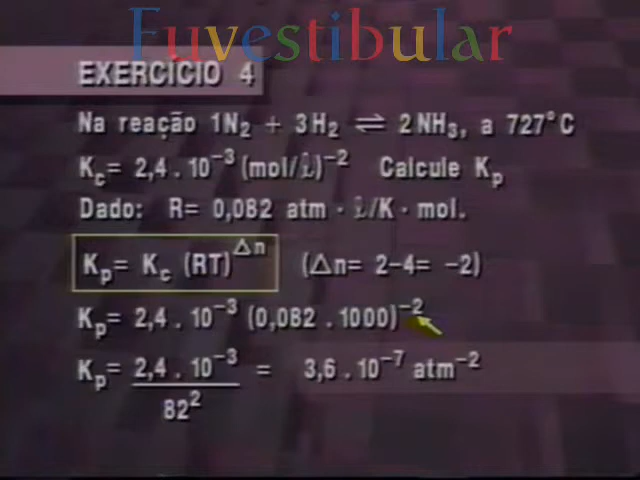 Fuvestibular
EXERCÍCIO 4
Na reação 1N₂ + 3H₂ ⇌ 2NH₃, a 727°C
K꜀= 2,4 . 10⁻³ (mol/ℓ)⁻² Calcule Kₚ
Dado: R= 0,082 atm · ℓ/K · mol.
Kₚ= K꜀ (RT)^Δn (Δn= 2-4= -2)
Kₚ= 2,4 . 10⁻³ (0,082 . 1000)⁻²
Kₚ= 2,4 . 10⁻³ / 82² = 3,6 . 10⁻⁷ atm⁻²